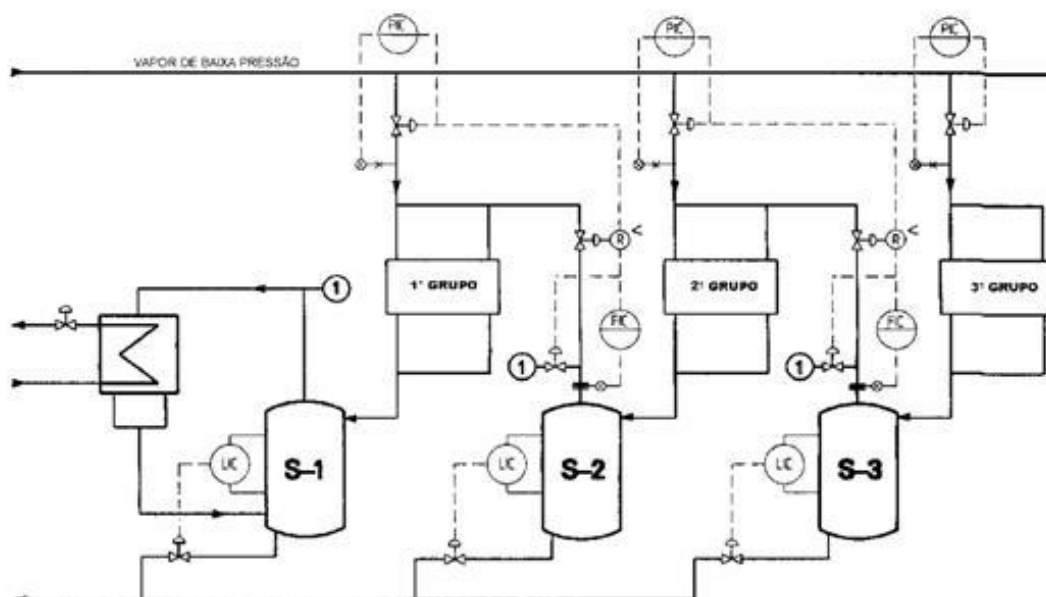 PIC
PIC
PIC
VAPOR DE BAIXA PRESSÃO
R
<
R
<
1
1º GRUPO
2º GRUPO
3º GRUPO
FIC
FIC
1
1
LIC
S-1
LIC
S-2
LIC
S-3